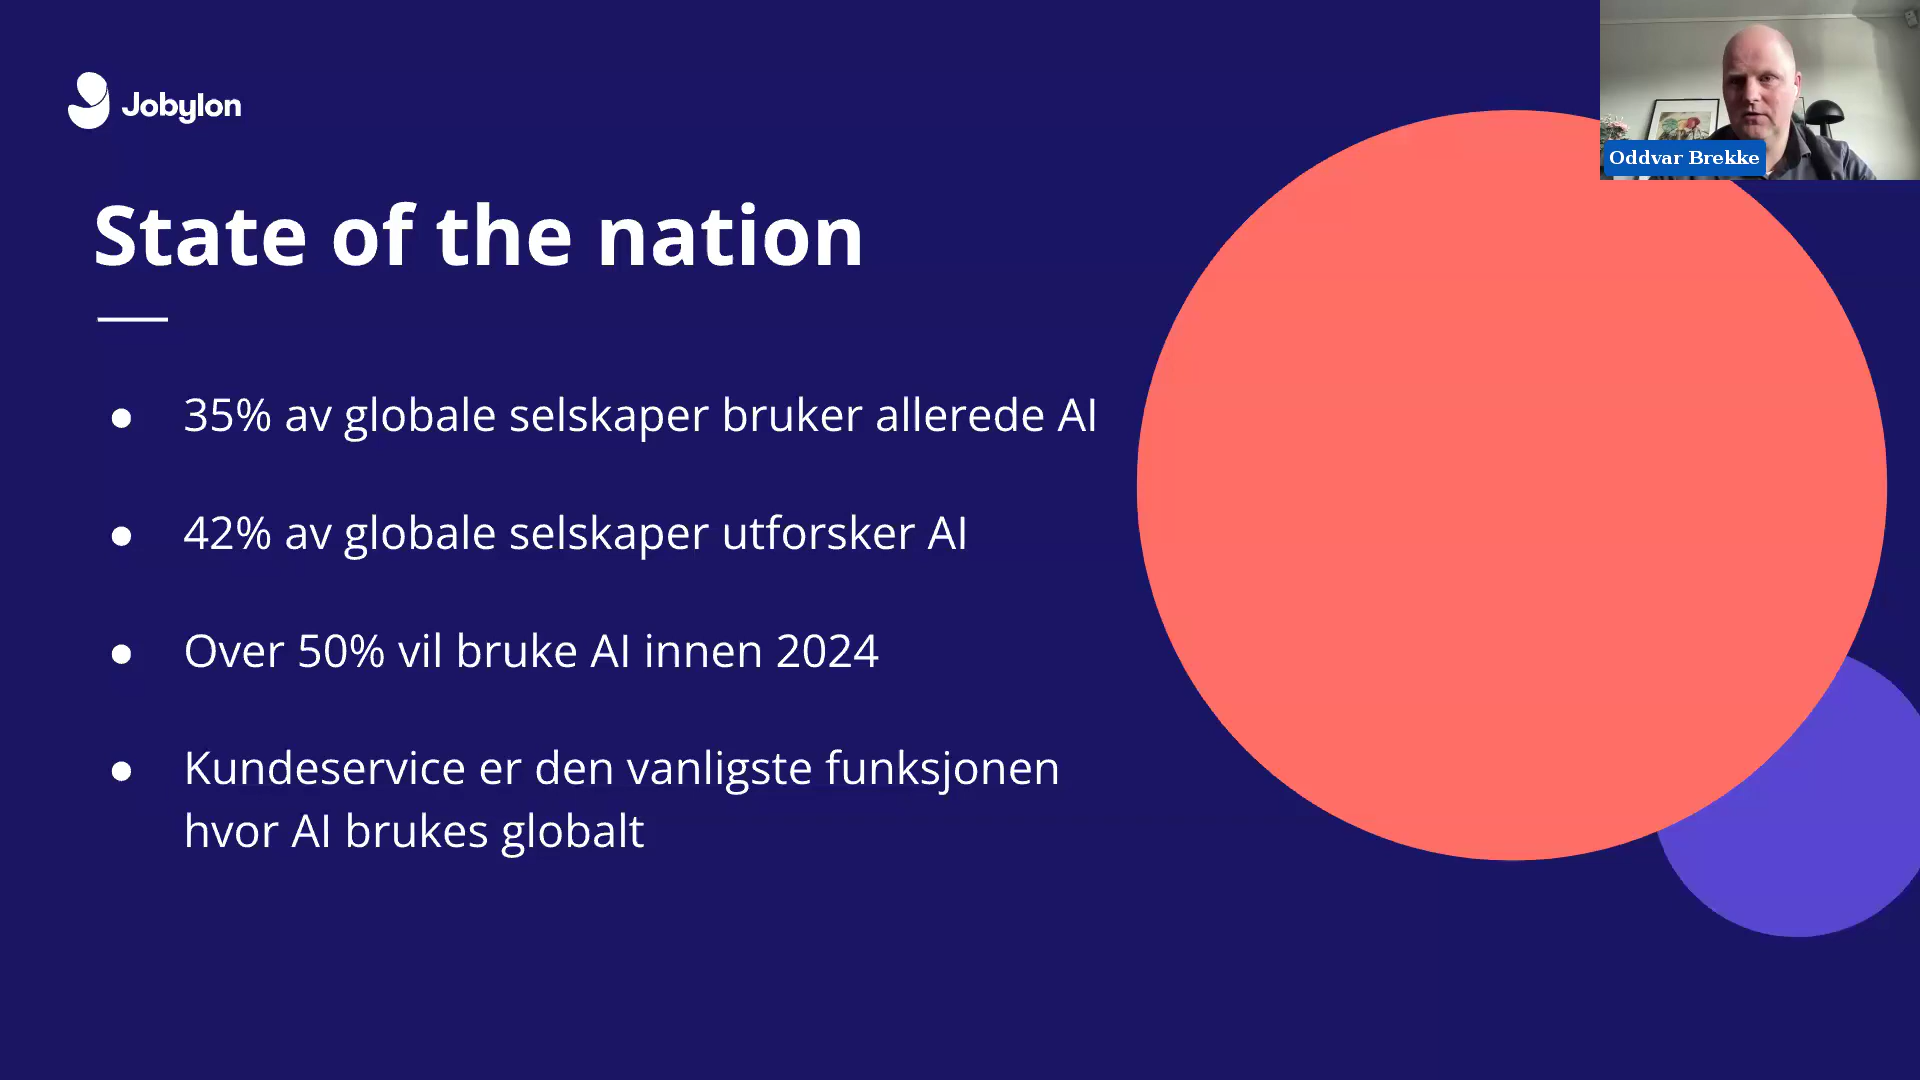 Jobylon
Oddvar Brekke
State of the nation
● 35% av globale selskaper bruker allerede AI
● 42% av globale selskaper utforsker AI
● Over 50% vil bruke AI innen 2024
● Kundeservice er den vanligste funksjonen
hvor AI brukes globalt